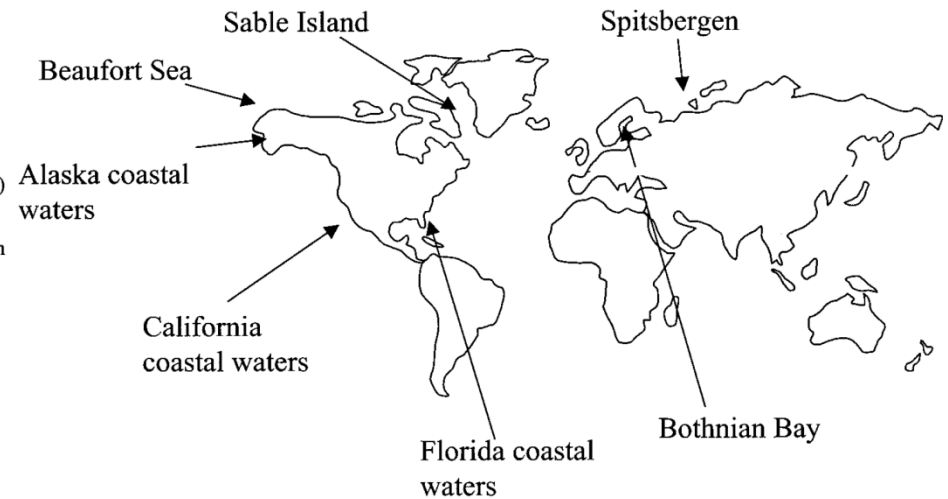 Sable Island
Spitsbergen
Beaufort Sea
)
Alaska coastal
waters
n
California
coastal waters
Bothnian Bay
Florida coastal
waters